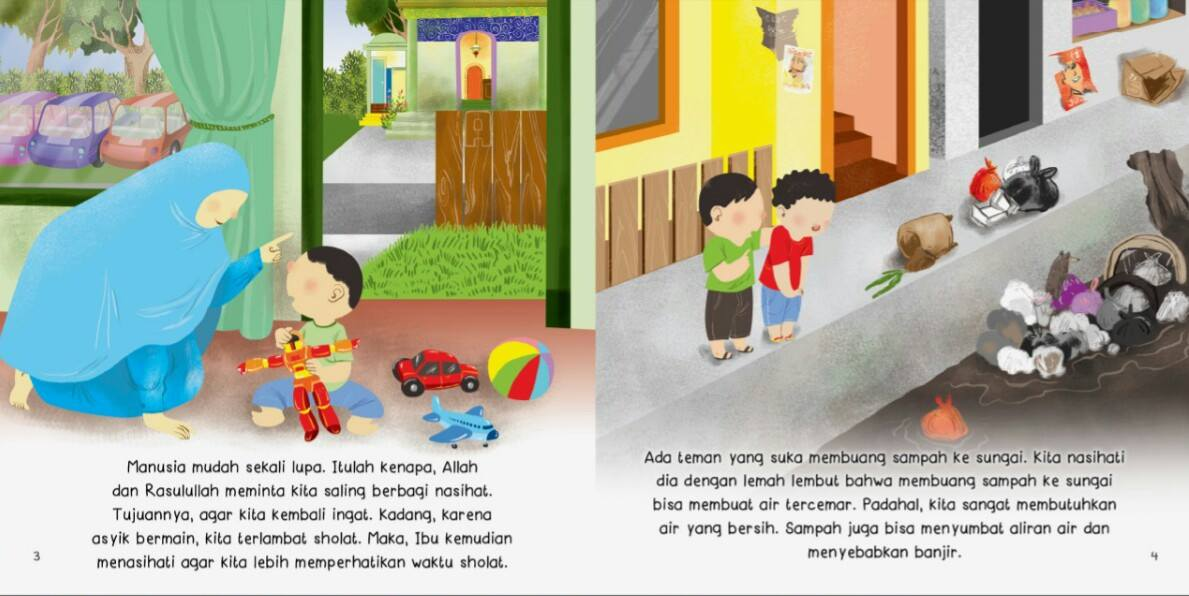 Manusia mudah sekali lupa. Itulah kenapa, Allah
dan Rasulullah meminta kita saling berbagi nasihat.
Tujuannya, agar kita kembali ingat. Kadang, karena
asyik bermain, kita terlambat sholat. Maka, Ibu kemudian
menasihati agar kita lebih memperhatikan waktu sholat.
3
Ada teman yang suka membuang sampah ke sungai. Kita nasihati
dia dengan lemah lembut bahwa membuang sampah ke sungai
bisa membuat air tercemar. Padahal, kita sangat membutuhkan
air yang bersih. Sampah juga bisa menyumbat aliran air dan
menyebabkan banjir.
4